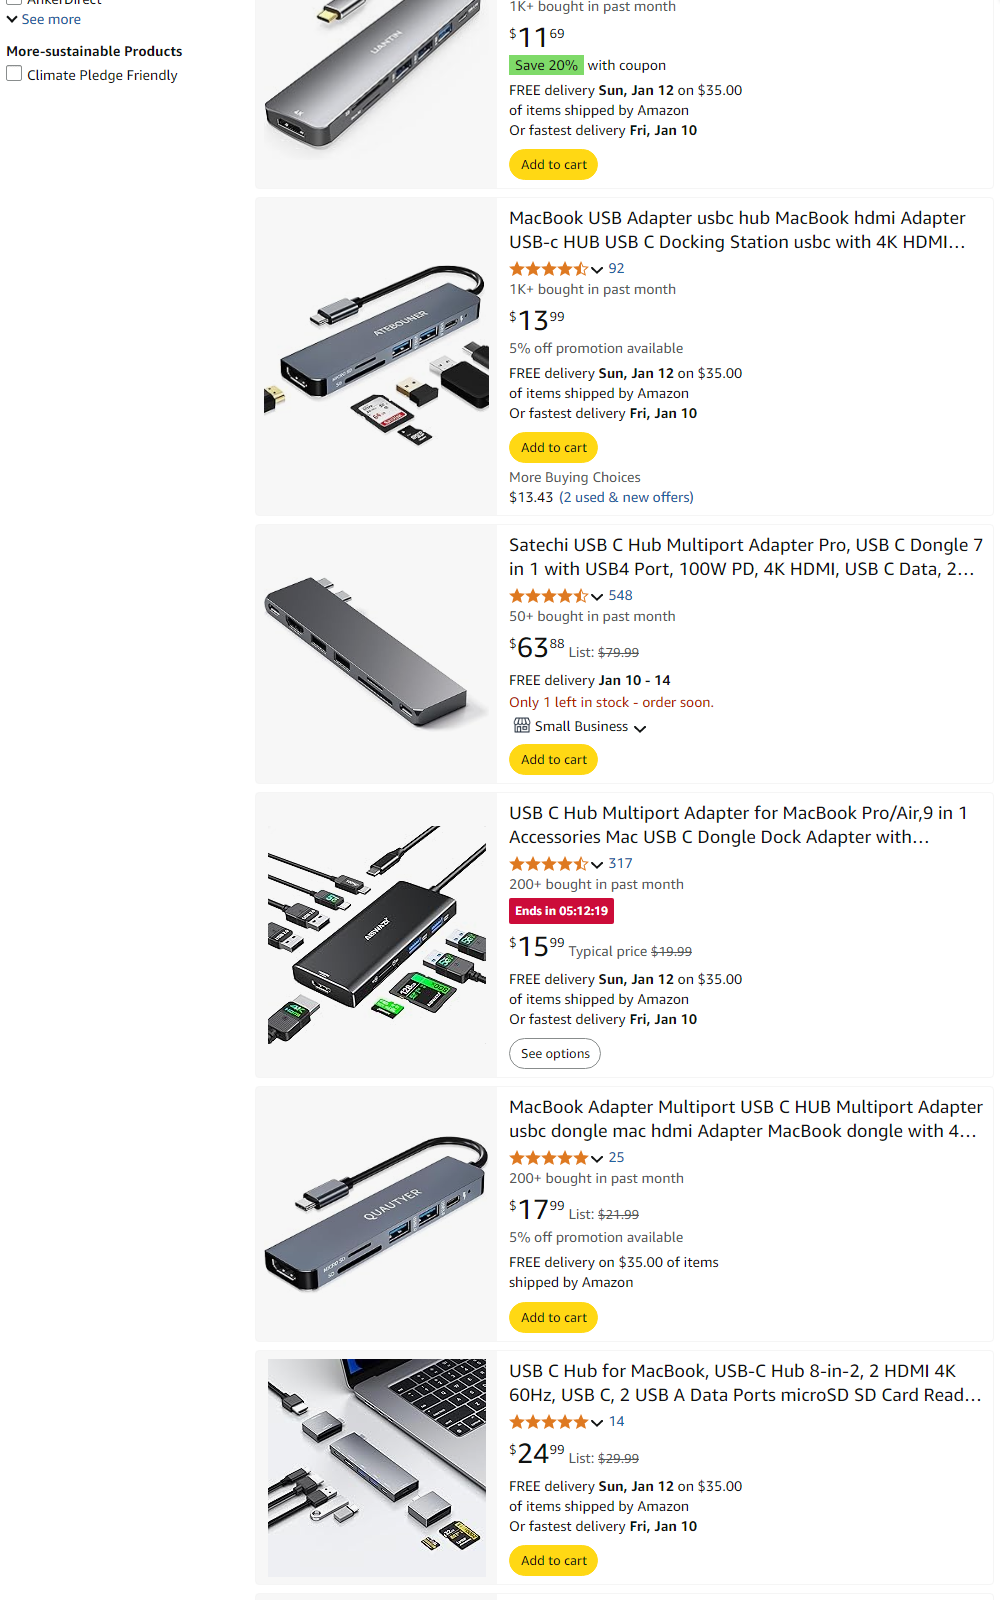 AnkerDirect
See more
More-sustainable Products
Climate Pledge Friendly
1K+ bought in past month
$1169
Save 20% with coupon
FREE delivery Sun, Jan 12 on $35.00
of items shipped by Amazon
Or fastest delivery Fri, Jan 10
Add to cart
MacBook USB Adapter usbc hub MacBook hdmi Adapter
USB-c HUB USB C Docking Station usbc with 4K HDMI…
92
1K+ bought in past month
$1399
5% off promotion available
FREE delivery Sun, Jan 12 on $35.00
of items shipped by Amazon
Or fastest delivery Fri, Jan 10
Add to cart
More Buying Choices
$13.43 (2 used & new offers)
ATEBOUNER
MICRO SD
SD
Satechi USB C Hub Multiport Adapter Pro, USB C Dongle 7
in 1 with USB4 Port, 100W PD, 4K HDMI, USB C Data, 2…
548
50+ bought in past month
$6388 List: $79.99
FREE delivery Jan 10 - 14
Only 1 left in stock - order soon.
Small Business
Add to cart
USB C Hub Multiport Adapter for MacBook Pro/Air,9 in 1
Accessories Mac USB C Dongle Dock Adapter with…
317
200+ bought in past month
Ends in 05:12:19
$1599 Typical price $19.99
FREE delivery Sun, Jan 12 on $35.00
of items shipped by Amazon
Or fastest delivery Fri, Jan 10
See options
MacBook Adapter Multiport USB C HUB Multiport Adapter
usbc dongle mac hdmi Adapter MacBook dongle with 4…
25
200+ bought in past month
$1799 List: $21.99
5% off promotion available
FREE delivery on $35.00 of items
shipped by Amazon
Add to cart
QUAUTYER
MICRO SD
SD
USB C Hub for MacBook, USB-C Hub 8-in-2, 2 HDMI 4K
60Hz, USB C, 2 USB A Data Ports microSD SD Card Read…
14
$2499 List: $29.99
FREE delivery Sun, Jan 12 on $35.00
of items shipped by Amazon
Or fastest delivery Fri, Jan 10
Add to cart